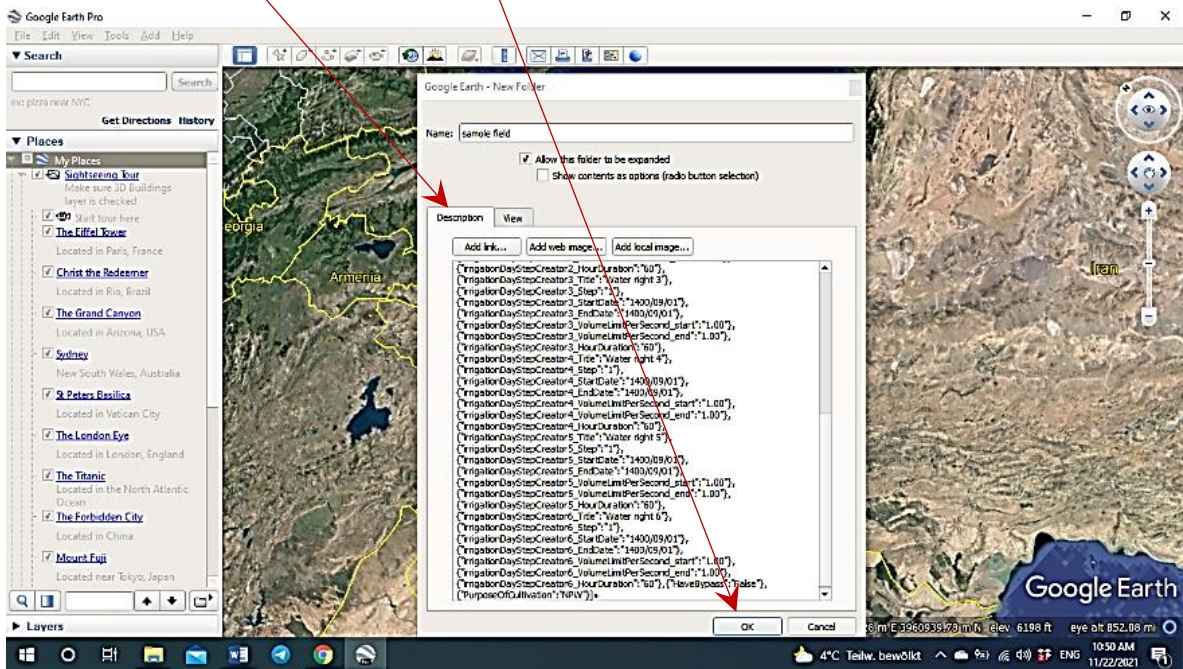 Google Earth Pro
File Edit View Tools Add Help
Search
Search
ex: pizza near NYC
Get Directions History
Places
My Places
Sightseeing Tour
Make sure 3D Buildings
layer is checked
Start tour here
The Eiffel Tower
Located in Paris, France
Christ the Redeemer
Located in Rio, Brazil
The Grand Canyon
Located in Arizona, USA
Sydney
New South Wales, Australia
St. Peters Basilica
Located in Vatican City
The London Eye
Located in London, England
The Titanic
Located in the North Atlantic
Ocean
The Forbidden City
Located in China
Mount Fuji
Located near Tokyo, Japan
Layers
eorgia
Armenia
Google Earth - New Folder
Name: samole field
Allow this folder to be expanded
Show contents as options (radio button selection)
Description View
Add link... Add web image... Add local image...
{"IrrigationDayStepCreator2_HourDuration":"60"},
{"IrrigationDayStepCreator3_Title":"Water right 3"},
{"IrrigationDayStepCreator3_Step":"1"},
{"IrrigationDayStepCreator3_StartDate":"1400/09/01"},
{"IrrigationDayStepCreator3_EndDate":"1400/09/01"},
{"IrrigationDayStepCreator3_VolumeLimitPerSecond_start":"1.00"},
{"IrrigationDayStepCreator3_VolumeLimitPerSecond_end":"1.00"},
{"IrrigationDayStepCreator3_HourDuration":"60"},
{"IrrigationDayStepCreator4_Title":"Water right 4"},
{"IrrigationDayStepCreator4_Step":"1"},
{"IrrigationDayStepCreator4_StartDate":"1400/09/01"},
{"IrrigationDayStepCreator4_EndDate":"1400/09/01"},
{"IrrigationDayStepCreator4_VolumeLimitPerSecond_start":"1.00"},
{"IrrigationDayStepCreator4_VolumeLimitPerSecond_end":"1.00"},
{"IrrigationDayStepCreator4_HourDuration":"60"},
{"IrrigationDayStepCreator5_Title":"Water right 5"},
{"IrrigationDayStepCreator5_Step":"1"},
{"IrrigationDayStepCreator5_StartDate":"1400/09/01"},
{"IrrigationDayStepCreator5_EndDate":"1400/09/01"},
{"IrrigationDayStepCreator5_VolumeLimitPerSecond_start":"1.00"},
{"IrrigationDayStepCreator5_VolumeLimitPerSecond_end":"1.00"},
{"IrrigationDayStepCreator5_HourDuration":"60"},
{"IrrigationDayStepCreator6_Title":"Water right 6"},
{"IrrigationDayStepCreator6_Step":"1"},
{"IrrigationDayStepCreator6_StartDate":"1400/09/01"},
{"IrrigationDayStepCreator6_EndDate":"1400/09/01"},
{"IrrigationDayStepCreator6_VolumeLimitPerSecond_start":"1.00"},
{"IrrigationDayStepCreator6_VolumeLimitPerSecond_end":"1.00"},
{"IrrigationDayStepCreator6_HourDuration":"60"},{"HaveBypass":"False"},
{"PurposeOfCultivation":"NPW"}]
OK Cancel
Iran
Google Earth
m E 3960939.78 m N elev 6198 ft eye alt 852.08 mi
4°C Teilw. bewölkt ENG 10:50 AM
11/22/2021